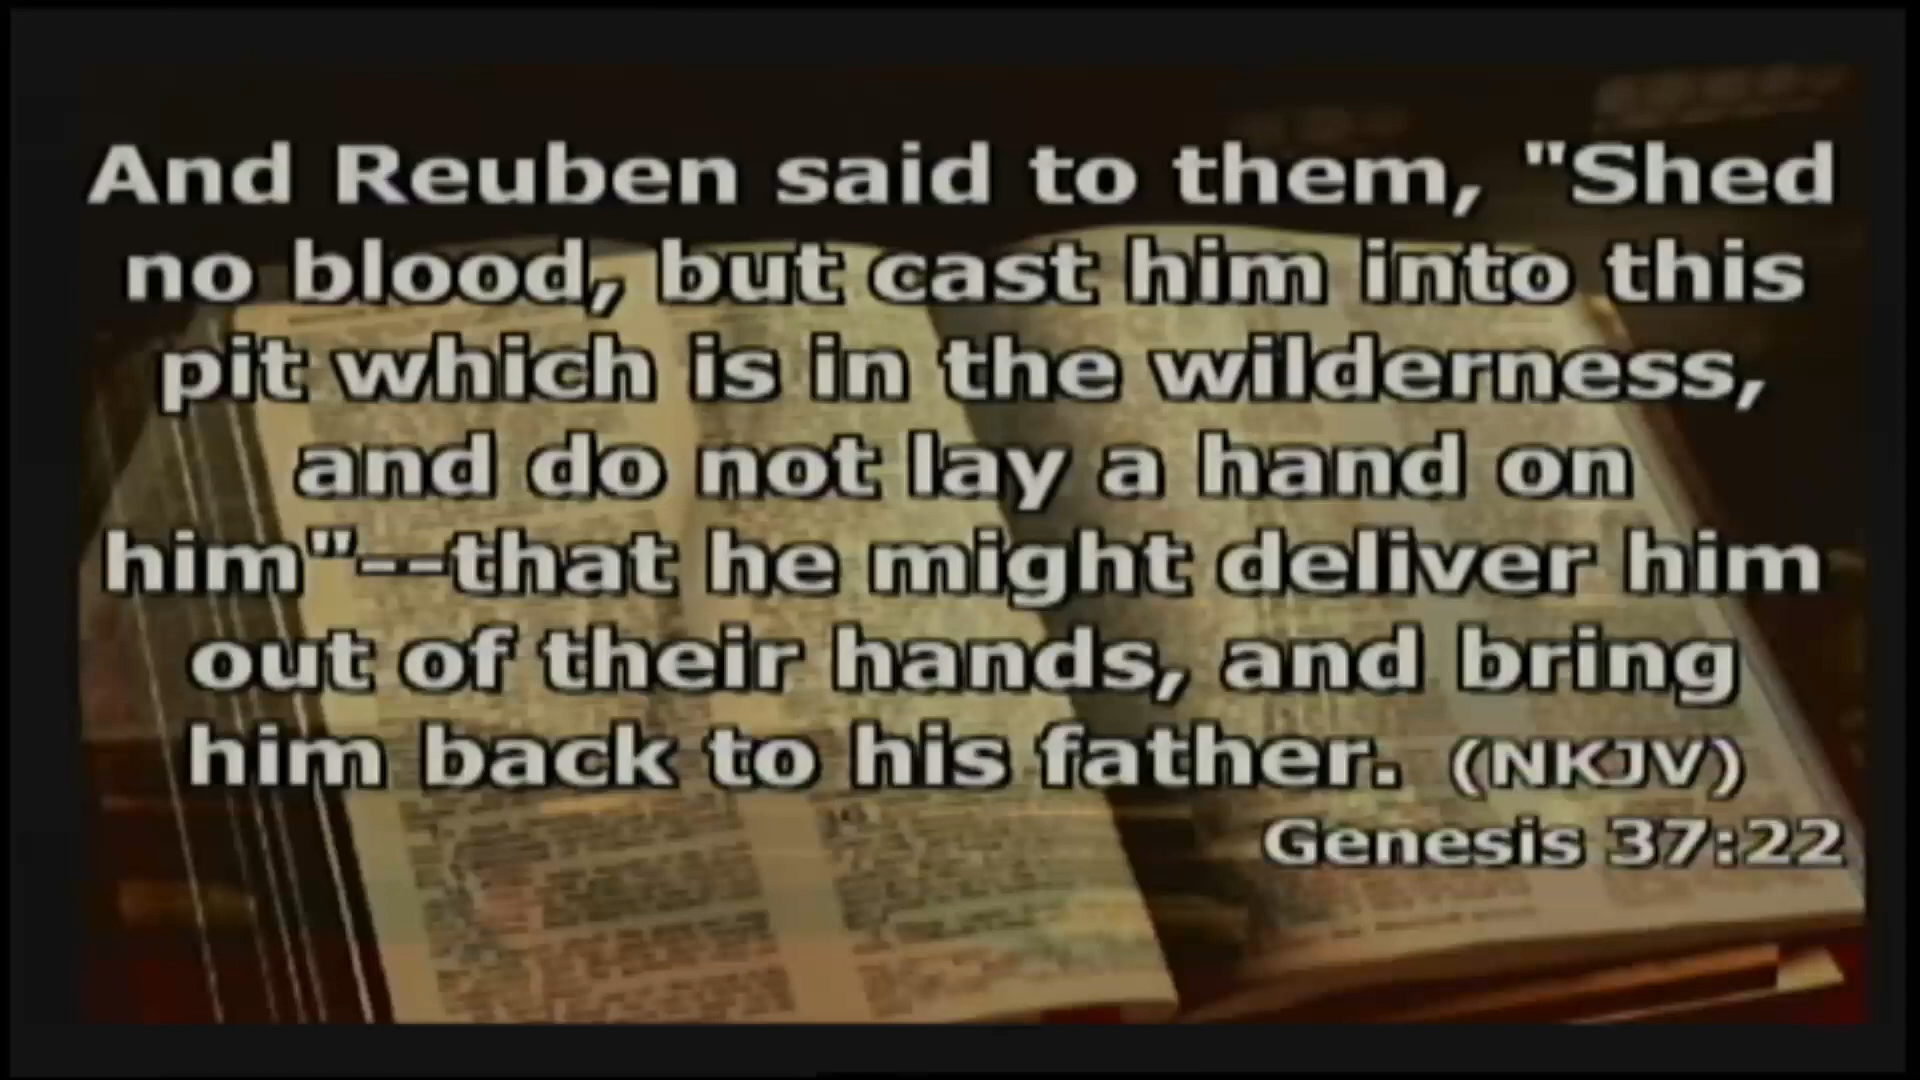 And Reuben said to them, "Shed
no blood, but cast him into this
pit which is in the wilderness,
and do not lay a hand on
him"--that he might deliver him
out of their hands, and bring
him back to his father. (NKJV)
Genesis 37:22